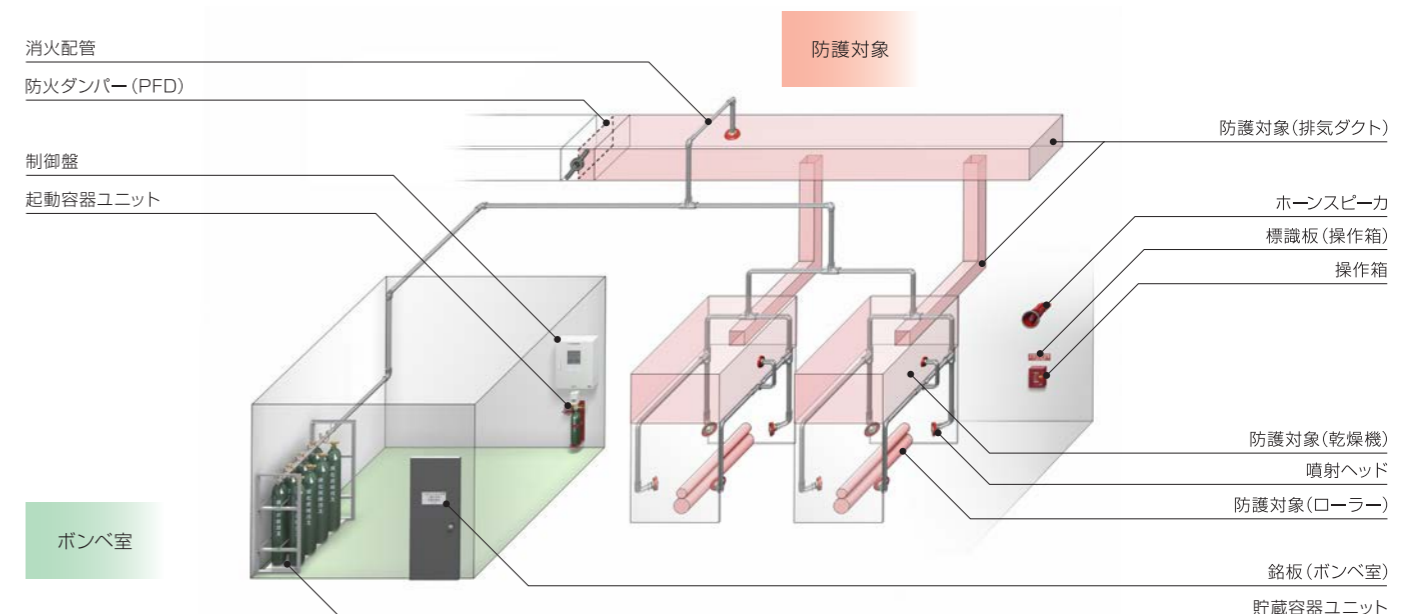 消火配管
防火ダンパー(PFD)
制御盤
起動容器ユニット
防護対象
防護対象(排気ダクト)
ホーンスピーカ
標識板(操作箱)
操作箱
防護対象(乾燥機)
噴射ヘッド
防護対象(ローラー)
ボンベ室
銘板(ボンベ室)
貯蔵容器ユニット